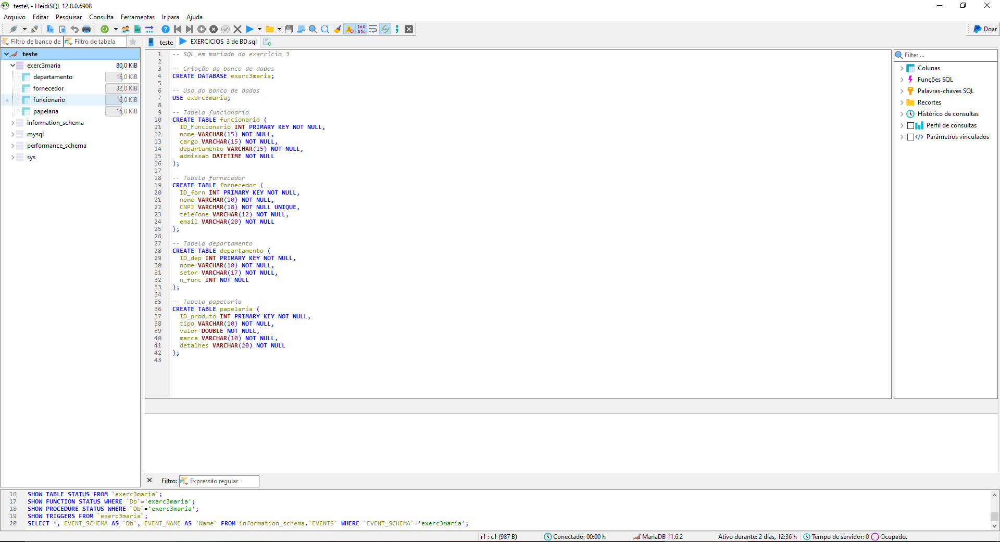 teste\ - HeidiSQL 12.8.0.6908
Arquivo Editar Pesquisar Consulta Ferramentas Ir para Ajuda
Doar
Filtro de banco de
Filtro de tabela
teste
EXERCICIOS 3 de BD.sql
teste
exerc3maria 80,0 KiB
departamento 16,0 KiB
fornecedor 32,0 KiB
funcionario 16,0 KiB
papelaria 16,0 KiB
information_schema
mysql
performance_schema
sys
1 -- SQL em mariadb do exercicio 3
2
3 -- Criação do banco de dados
4 CREATE DATABASE exerc3maria;
5
6 -- Uso do banco de dados
7 USE exerc3maria;
8
9 -- Tabela funcionario
10 CREATE TABLE funcionario (
11 ID_Funcionario INT PRIMARY KEY NOT NULL,
12 nome VARCHAR(15) NOT NULL,
13 cargo VARCHAR(15) NOT NULL,
14 departamento VARCHAR(15) NOT NULL,
15 admissao DATETIME NOT NULL
16 );
17
18 -- Tabela fornecedor
19 CREATE TABLE fornecedor (
20 ID_forn INT PRIMARY KEY NOT NULL,
21 nome VARCHAR(10) NOT NULL,
22 CNPJ VARCHAR(18) NOT NULL UNIQUE,
23 telefone VARCHAR(12) NOT NULL,
24 email VARCHAR(20) NOT NULL
25 );
26
27 -- Tabela departamento
28 CREATE TABLE departamento (
29 ID_dep INT PRIMARY KEY NOT NULL,
30 nome VARCHAR(10) NOT NULL,
31 setor VARCHAR(17) NOT NULL,
32 n_func INT NOT NULL
33 );
34
35 -- Tabela papelaria
36 CREATE TABLE papelaria (
37 ID_produto INT PRIMARY KEY NOT NULL,
38 tipo VARCHAR(10) NOT NULL,
39 valor DOUBLE NOT NULL,
40 marca VARCHAR(10) NOT NULL,
41 detalhes VARCHAR(20) NOT NULL
42 );
43
Filter ...
Colunas
Funções SQL
Palavras-chaves SQL
Recortes
Histórico de consultas
Perfil de consultas
Parâmetros vinculados
Filtro: Expressão regular
16 SHOW TABLE STATUS FROM `exerc3maria`;
17 SHOW FUNCTION STATUS WHERE `Db`='exerc3maria';
18 SHOW PROCEDURE STATUS WHERE `Db`='exerc3maria';
19 SHOW TRIGGERS FROM `exerc3maria`;
20 SELECT *, EVENT_SCHEMA AS `Db`, EVENT_NAME AS `Name` FROM information_schema.`EVENTS` WHERE `EVENT_SCHEMA`='exerc3maria';
r1 : c1 (987 B) Conectado: 00:00 h MariaDB 11.6.2 Ativo durante: 2 dias, 12:36 h Tempo de servidor: 0 Ocupado.